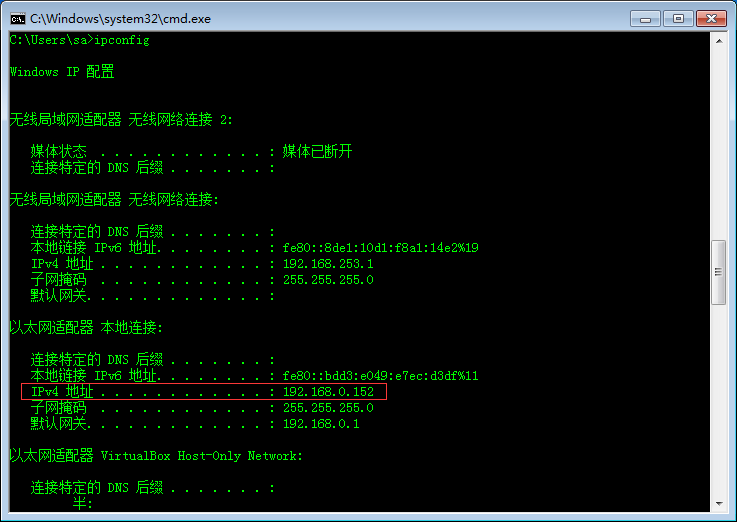 C:\Windows\system32\cmd.exe
C:\Users\sa>ipconfig
Windows IP 配置
无线局域网适配器 无线网络连接 2:
媒体状态 . . . . . . . . . . . . : 媒体已断开
连接特定的 DNS 后缀 . . . . . . . :
无线局域网适配器 无线网络连接:
连接特定的 DNS 后缀 . . . . . . . :
本地链接 IPv6 地址. . . . . . . . : fe80::8de1:10d1:f8a1:14e2%19
IPv4 地址 . . . . . . . . . . . . : 192.168.253.1
子网掩码 . . . . . . . . . . . . : 255.255.255.0
默认网关. . . . . . . . . . . . . :
以太网适配器 本地连接:
连接特定的 DNS 后缀 . . . . . . . :
本地链接 IPv6 地址. . . . . . . . : fe80::bdd3:e049:e7ec:d3df%11
IPv4 地址 . . . . . . . . . . . . : 192.168.0.152
子网掩码 . . . . . . . . . . . . : 255.255.255.0
默认网关. . . . . . . . . . . . . : 192.168.0.1
以太网适配器 VirtualBox Host-Only Network:
连接特定的 DNS 后缀 . . . . . . . :
半: